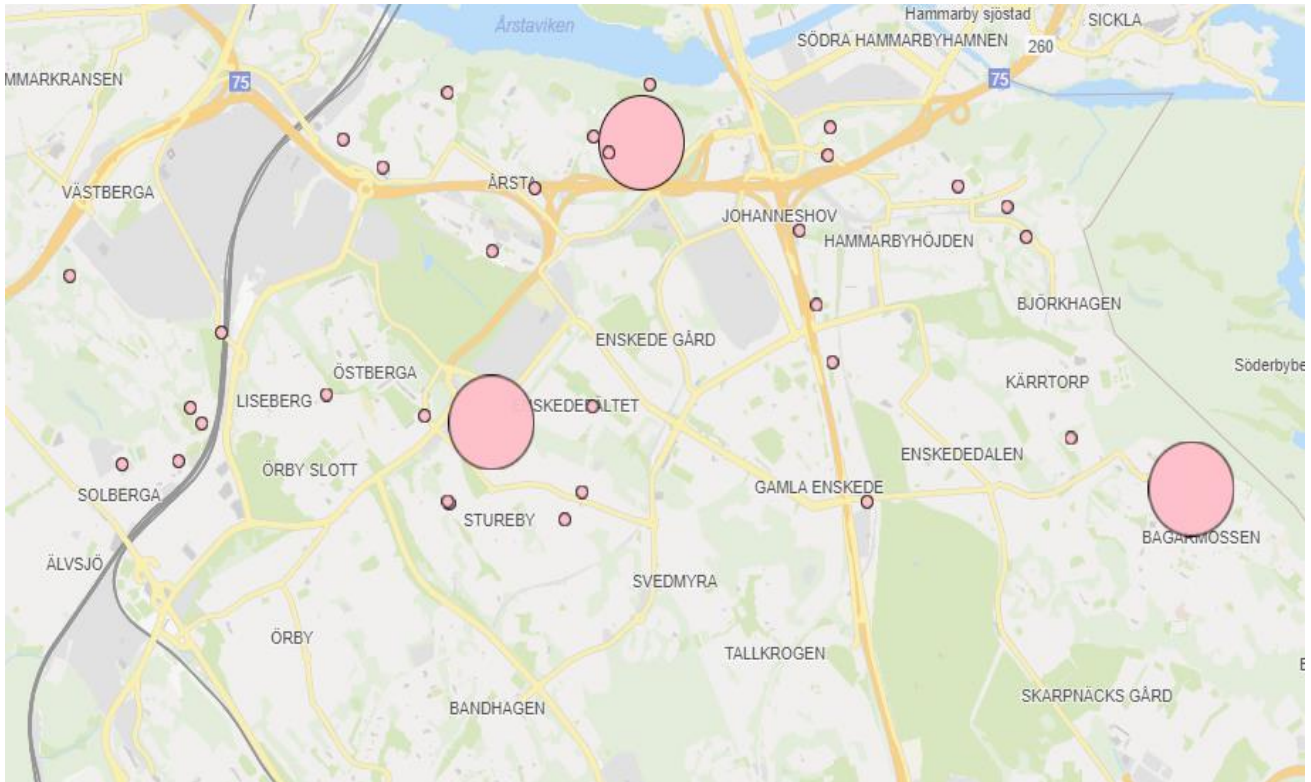 Hammarby sjöstad
SICKLA
Årstaviken
SÖDRA HAMMARBYHAMNEN
260
MMARKRANSEN
75
75
VÄSTBERGA
ÅRSTA
JOHANNESHOV
HAMMARBYHÖJDEN
BJÖRKHAGEN
ENSKEDE GÅRD
Söderbybe
ÖSTBERGA
KÄRRTORP
LISEBERG
ENSKEDEDALEN
ÖRBY SLOTT
SOLBERGA
GAMLA ENSKEDE
STUREBY
BAGARMOSSEN
ÄLVSJÖ
SVEDMYRA
ÖRBY
TALLKROGEN
SKARPNÄCKS GÅRD
BANDHAGEN